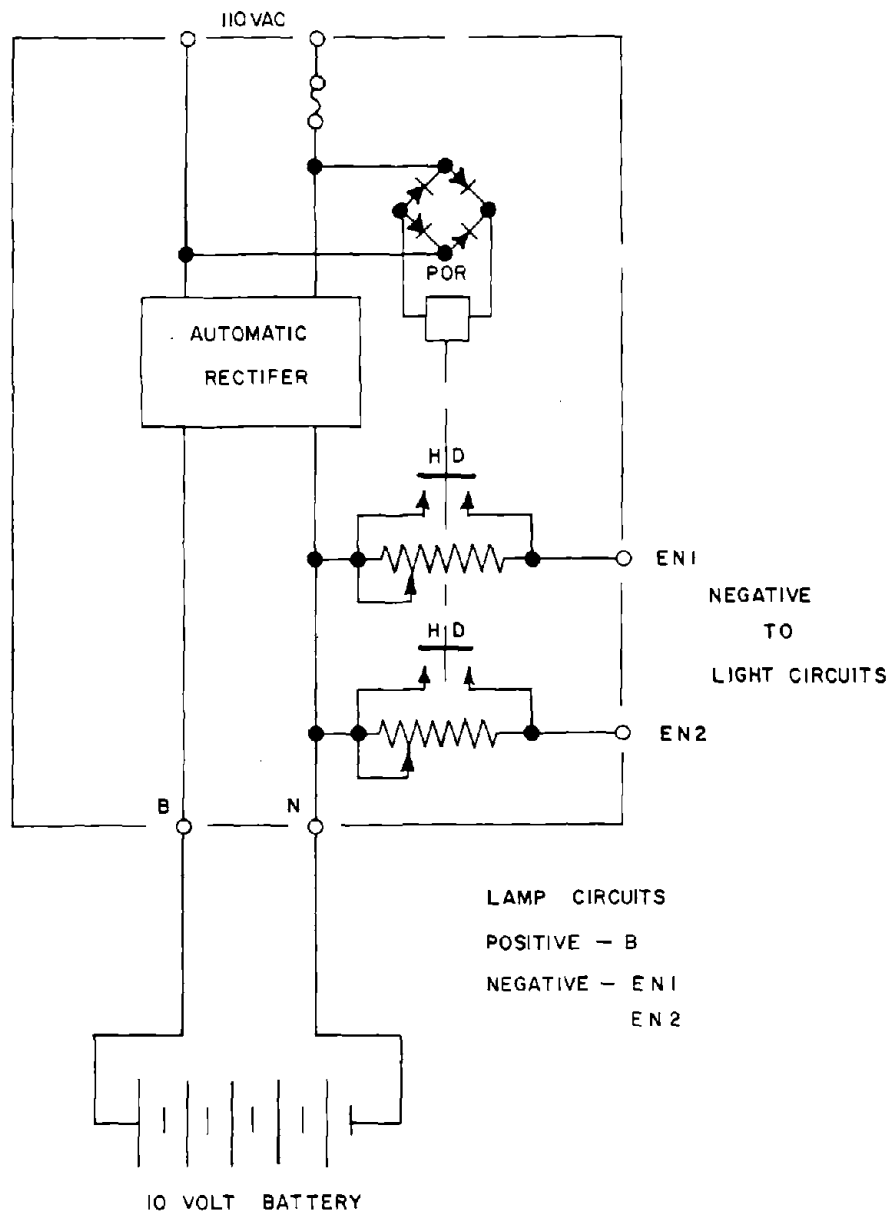 110 VAC
POR
AUTOMATIC
RECTIFER
H D
EN1
NEGATIVE
TO
LIGHT CIRCUITS
H D
EN2
B
N
LAMP CIRCUITS
POSITIVE - B
NEGATIVE - EN1
EN2
10 VOLT BATTERY